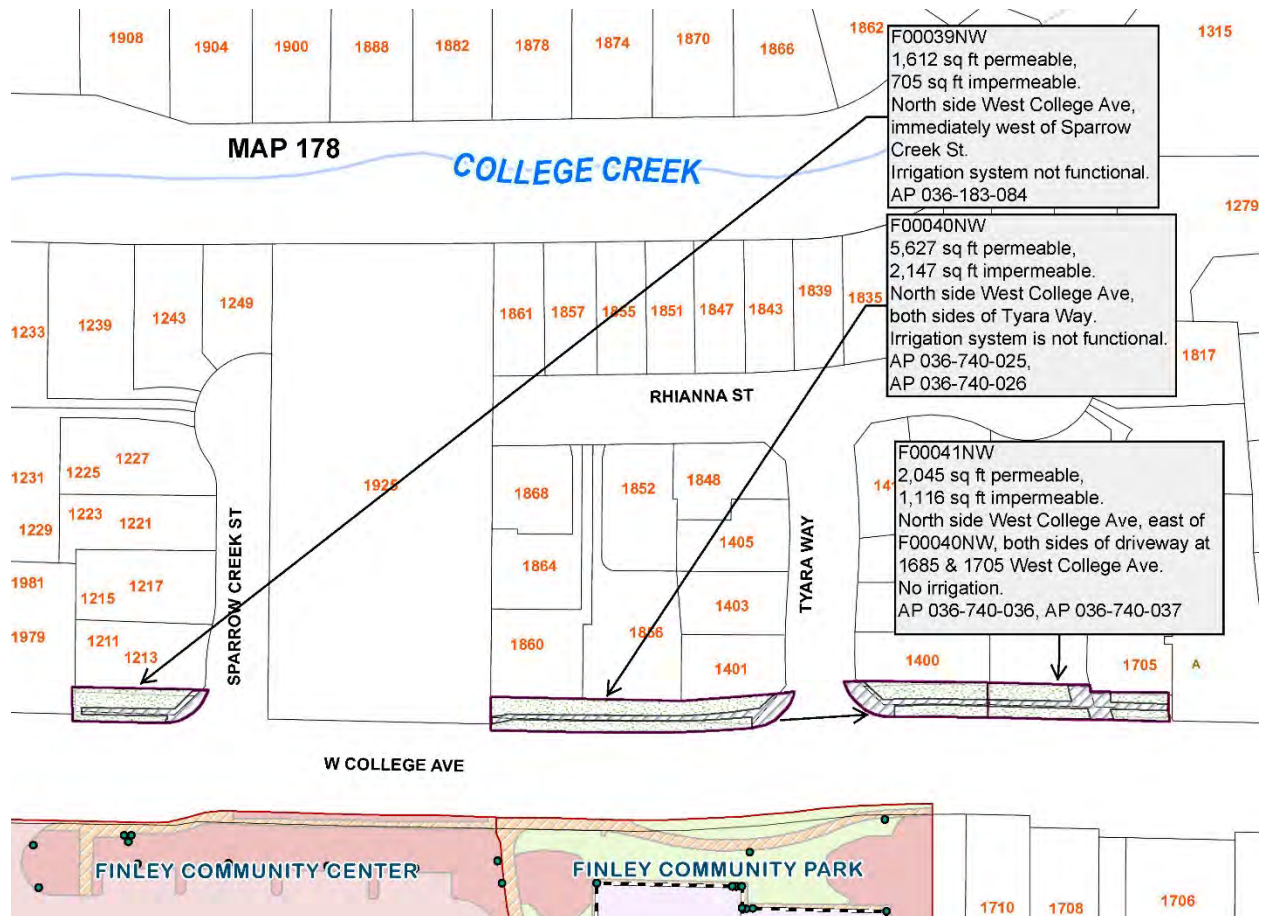 1908
1904
1900
1888
1882
1878
1874
1870
1866
1862
1315
F00039NW
1,612 sq ft permeable,
705 sq ft impermeable.
North side West College Ave,
immediately west of Sparrow
Creek St.
Irrigation system not functional.
AP 036-183-084
MAP 178
COLLEGE CREEK
1279
F00040NW
5,627 sq ft permeable,
2,147 sq ft impermeable.
North side West College Ave,
both sides of Tyara Way.
Irrigation system is not functional.
AP 036-740-025,
AP 036-740-026
1233
1239
1243
1249
1861
1857
1855
1851
1847
1843
1839
1835
1817
RHIANNA ST
F00041NW
2,045 sq ft permeable,
1,116 sq ft impermeable.
North side West College Ave, east of
F00040NW, both sides of driveway at
1685 & 1705 West College Ave.
No irrigation.
AP 036-740-036, AP 036-740-037
1231
1225
1227
1229
1223
1221
1925
1868
1852
1848
1405
1981
1215
1217
SPARROW CREEK ST
1864
1403
TYARA WAY
1979
1211
1213
1860
1856
1401
1400
1705
A
W COLLEGE AVE
FINLEY COMMUNITY CENTER
FINLEY COMMUNITY PARK
1710
1708
1706